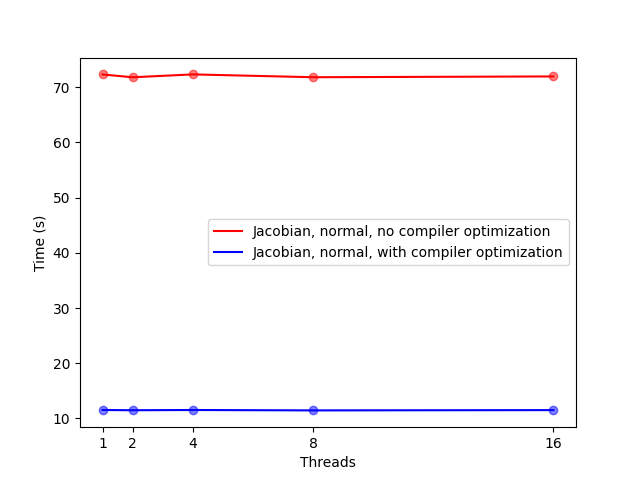 70
60
50
40
30
20
10
Time (s)
Jacobian, normal, no compiler optimization
Jacobian, normal, with compiler optimization
1 2 4 8 16
Threads